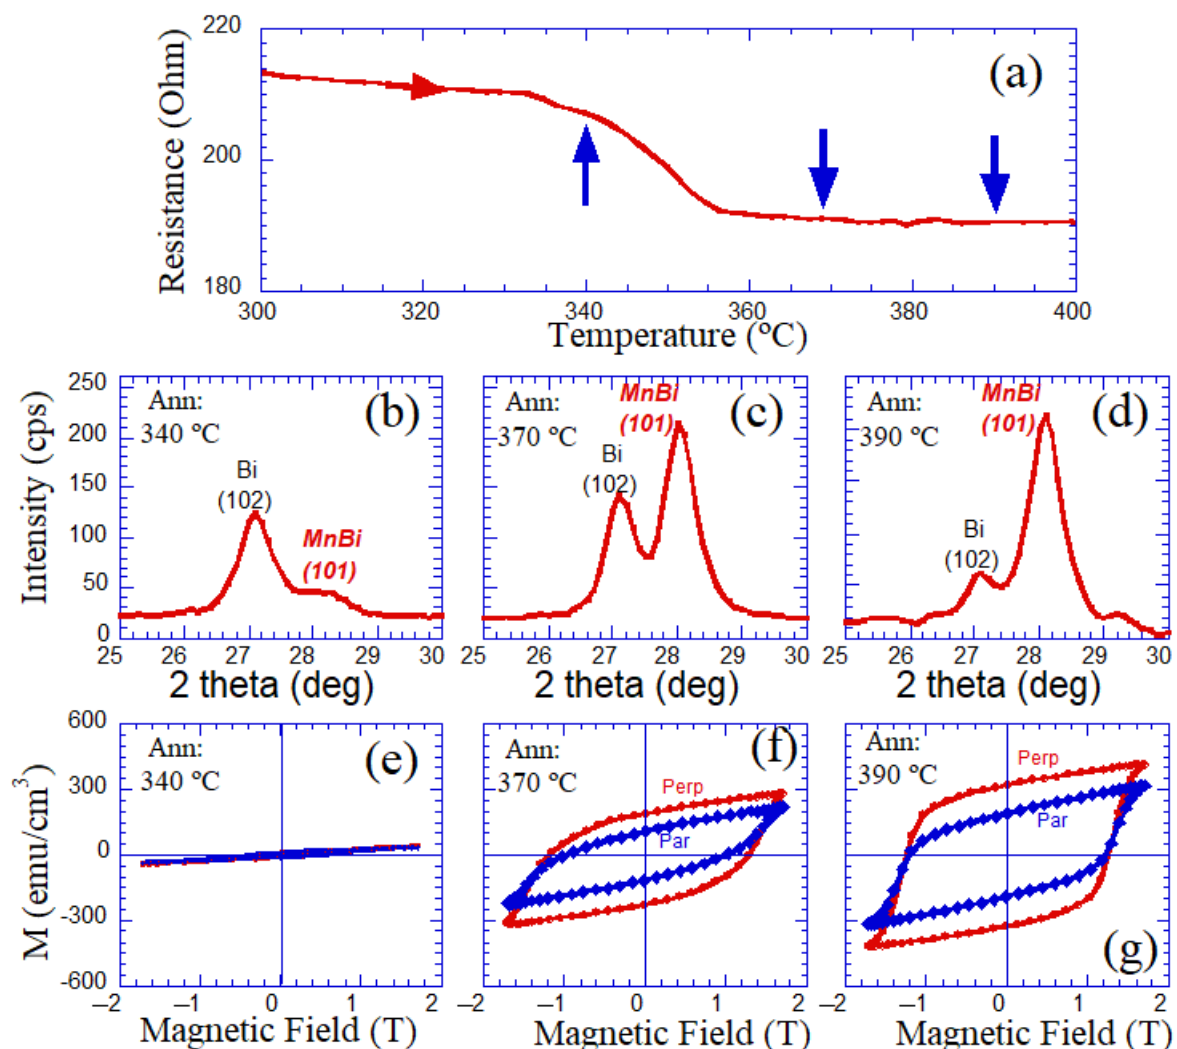 220
(a)
200
180
Resistance (Ohm)
300 320 340 360 380 400
Temperature (ºC)
250
200
150
100
50
0
Intensity (cps)
Ann:
340 ºC
(b)
Bi
(102)
MnBi
(101)
25 26 27 28 29 30
2 theta (deg)
Ann:
370 ºC
(c)
Bi
(102)
MnBi
(101)
25 26 27 28 29 30
2 theta (deg)
Ann:
390 ºC
(d)
Bi
(102)
MnBi
(101)
25 26 27 28 29 30
2 theta (deg)
600
300
0
-300
-600
M (emu/cm³)
Ann:
340 ºC
(e)
–2 –1 0 1 2
Magnetic Field (T)
Ann:
370 ºC
(f)
Perp
Par
–2 –1 0 1 2
Magnetic Field (T)
Ann:
390 ºC
Perp
Par
(g)
–2 –1 0 1 2
Magnetic Field (T)